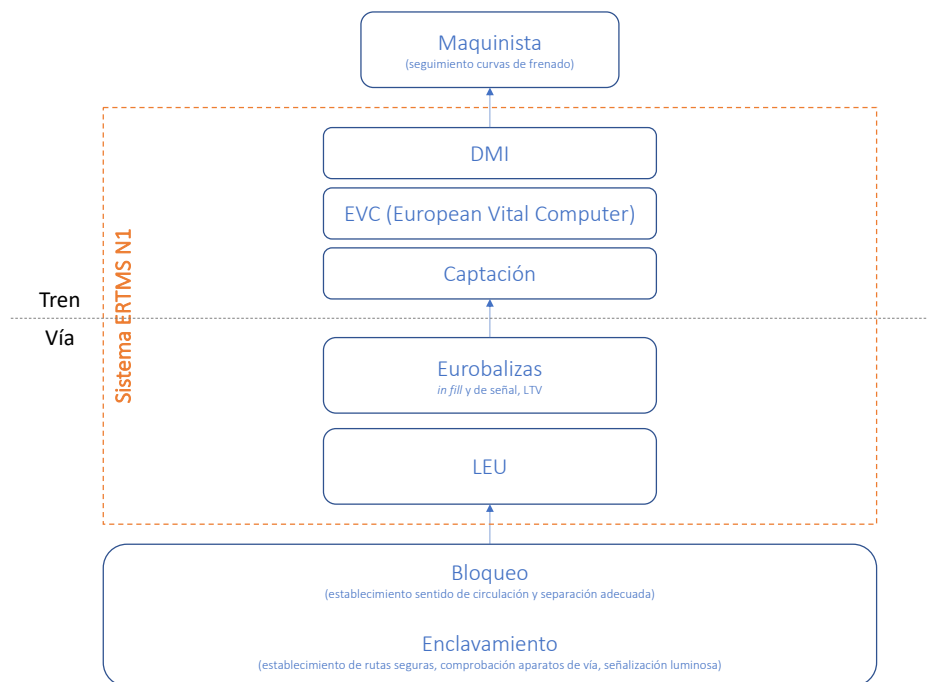 Maquinista
(seguimiento curvas de frenado)
DMI
EVC (European Vital Computer)
Captación
Sistema ERTMS N1
Tren
Vía
Eurobalizas
in fill y de señal, LTV
LEU
Bloqueo
(establecimiento sentido de circulación y separación adecuada)
Enclavamiento
(establecimiento de rutas seguras, comprobación aparatos de vía, señalización luminosa)